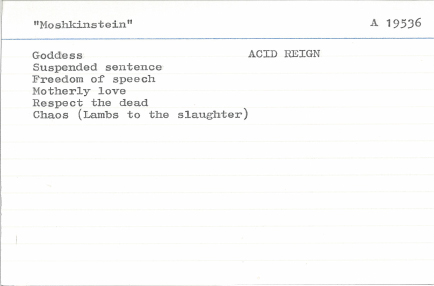 "Moshkinstein" A 19536
Goddess ACID REIGN
Suspended sentence
Freedom of speech
Motherly love
Respect the dead
Chaos (Lambs to the slaughter)